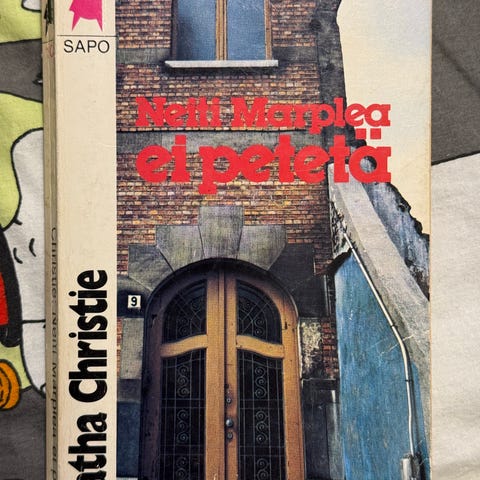 SAPO
Neiti Marplea
ei petetä
9
atha Christie
Christie: Neiti Marplea ei p